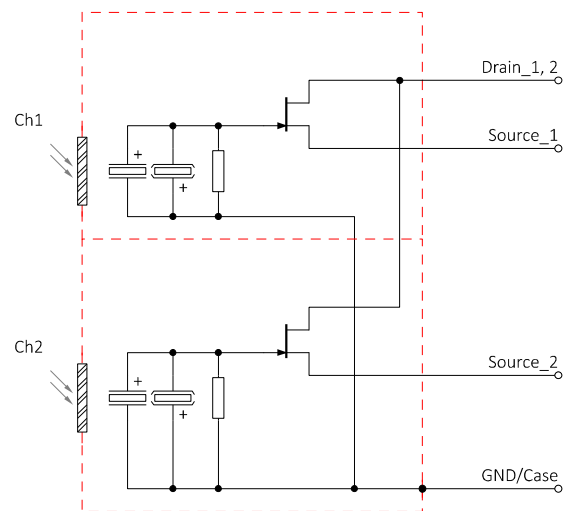 Drain_1, 2
Ch1
Source_1
+
+
Ch2
Source_2
+
+
GND/Case